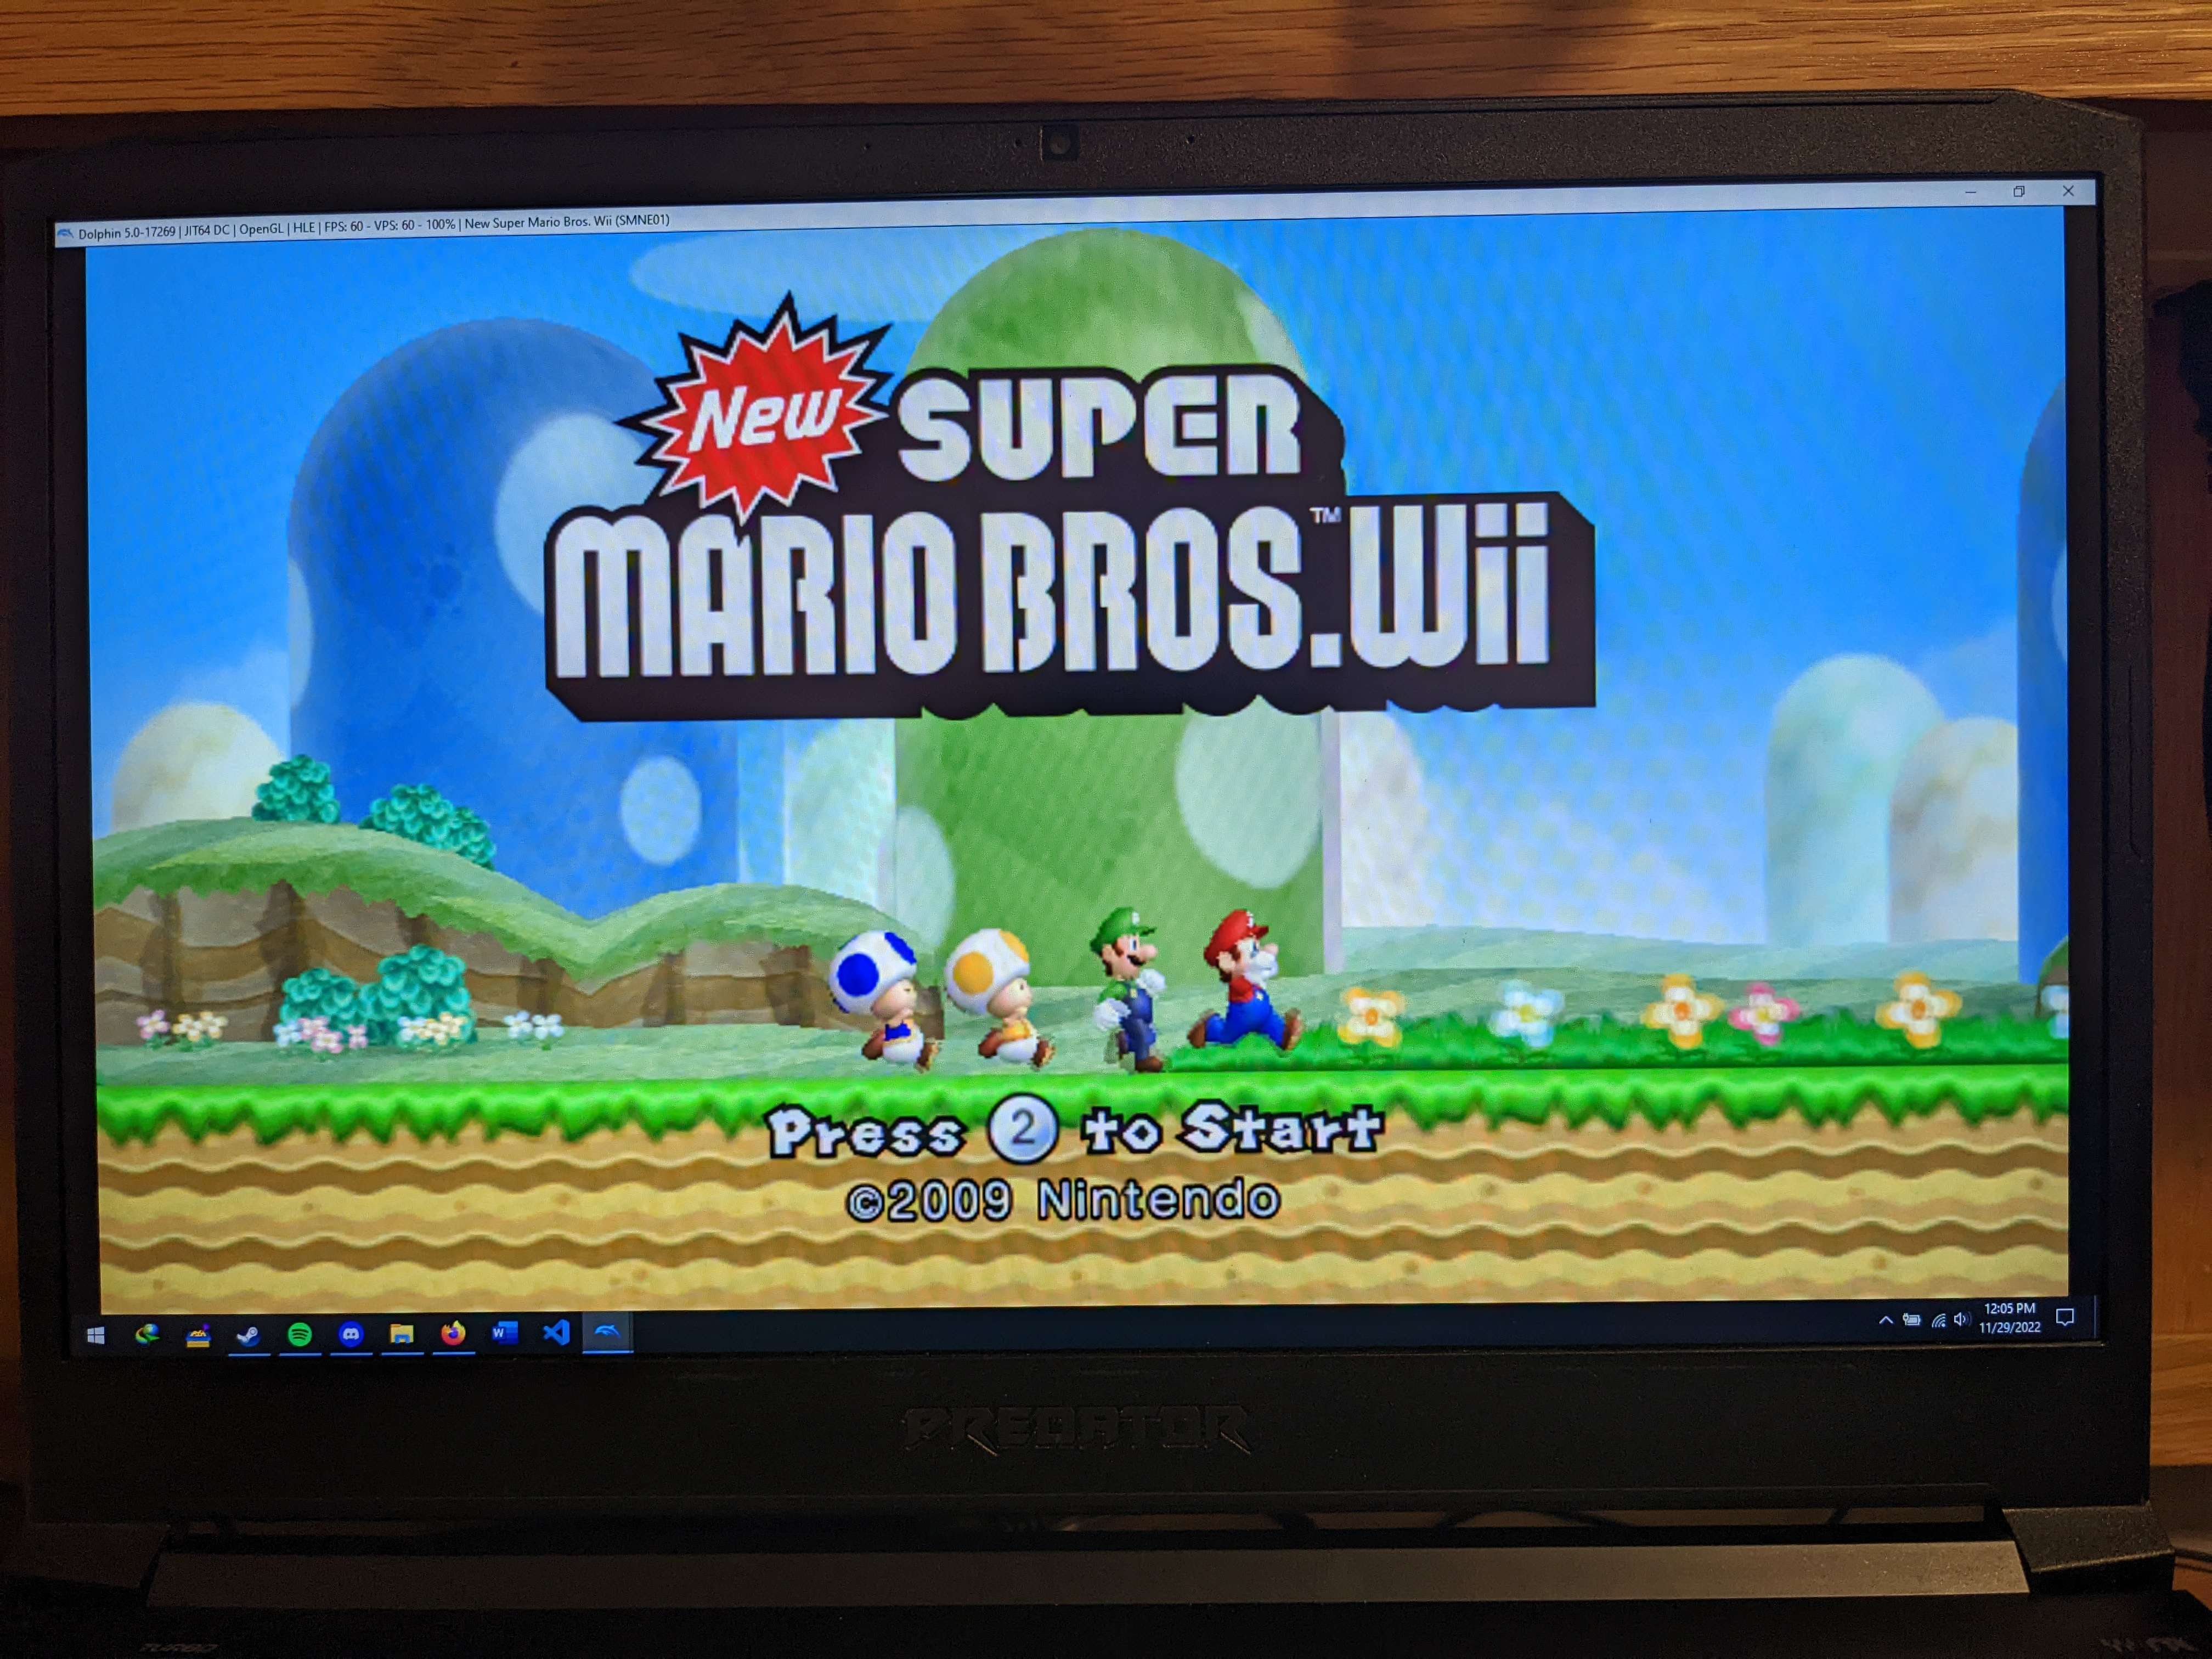 Dolphin 5.0-17269 | JIT64 DC | OpenGL | HLE | FPS: 60 - VPS: 60 - 100% | New Super Mario Bros. Wii (SMNE01)
New SUPER
MARIO BROS.Wii
TM
Press 2 to Start
©2009 Nintendo
W
12:05 PM
11/29/2022
PREDATOR
TURBO